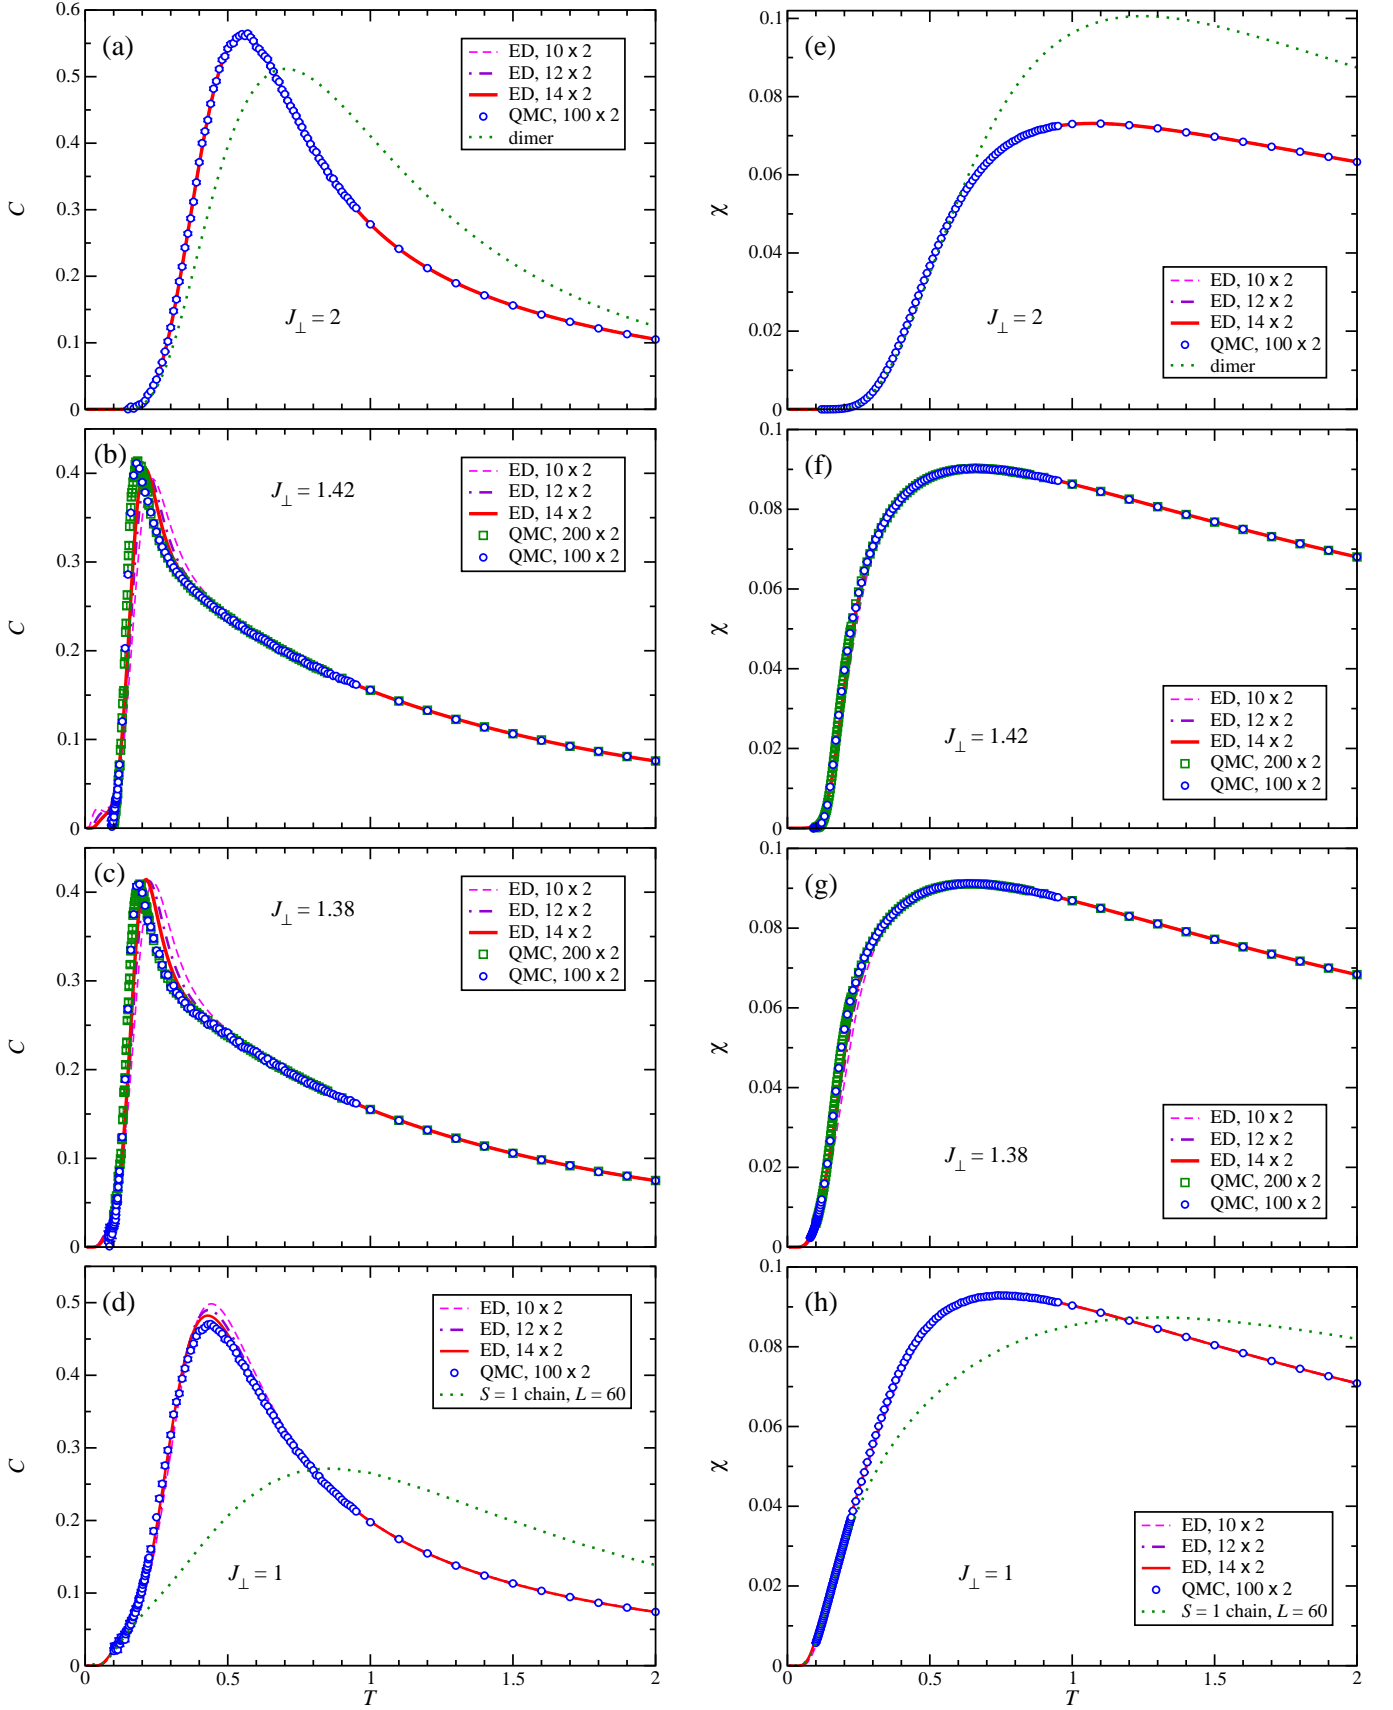 (a)
ED, 10 x 2
ED, 12 x 2
ED, 14 x 2
QMC, 100 x 2
dimer
J⊥ = 2
C
0.6
0.5
0.4
0.3
0.2
0.1
0
(e)
ED, 10 x 2
ED, 12 x 2
ED, 14 x 2
QMC, 100 x 2
dimer
J⊥ = 2
χ
0.1
0.08
0.06
0.04
0.02
0
(b)
ED, 10 x 2
ED, 12 x 2
ED, 14 x 2
QMC, 200 x 2
QMC, 100 x 2
J⊥ = 1.42
C
0.4
0.3
0.2
0.1
0
(f)
ED, 10 x 2
ED, 12 x 2
ED, 14 x 2
QMC, 200 x 2
QMC, 100 x 2
J⊥ = 1.42
χ
0.1
0.08
0.06
0.04
0.02
0
(c)
ED, 10 x 2
ED, 12 x 2
ED, 14 x 2
QMC, 200 x 2
QMC, 100 x 2
J⊥ = 1.38
C
0.4
0.3
0.2
0.1
0
(g)
ED, 10 x 2
ED, 12 x 2
ED, 14 x 2
QMC, 200 x 2
QMC, 100 x 2
J⊥ = 1.38
χ
0.1
0.08
0.06
0.04
0.02
0
(d)
ED, 10 x 2
ED, 12 x 2
ED, 14 x 2
QMC, 100 x 2
S = 1 chain, L = 60
J⊥ = 1
C
0.5
0.4
0.3
0.2
0.1
0
0 0.5 1 1.5 2
T
(h)
ED, 10 x 2
ED, 12 x 2
ED, 14 x 2
QMC, 100 x 2
S = 1 chain, L = 60
J⊥ = 1
χ
0.1
0.08
0.06
0.04
0.02
0
0 0.5 1 1.5 2
T